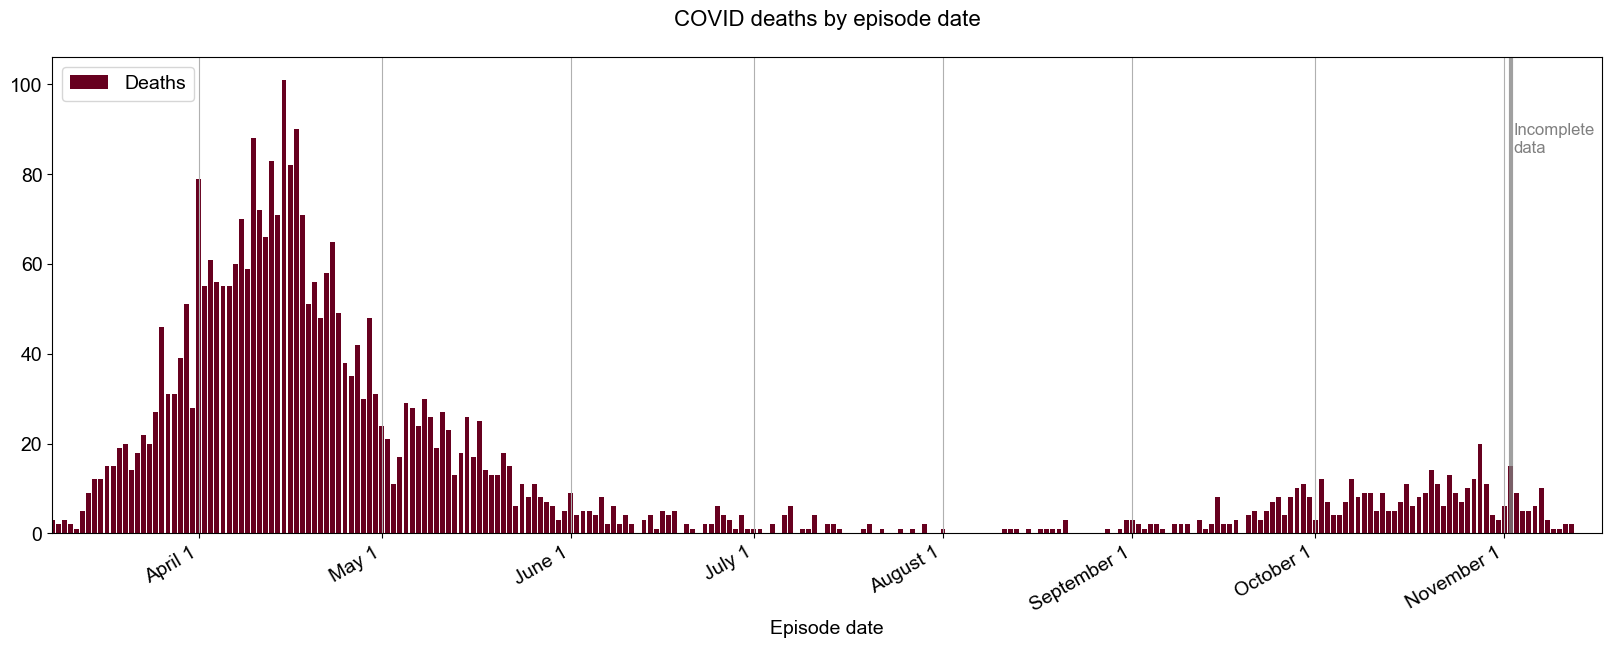 COVID deaths by episode date
Deaths
100
80
60
40
20
0
Incomplete
data
April 1
May 1
June 1
July 1
August 1
September 1
October 1
November 1
Episode date